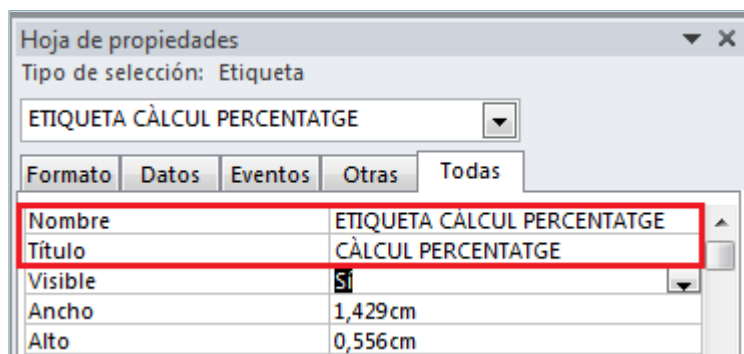 Hoja de propiedades
Tipo de selección: Etiqueta
ETIQUETA CÀLCUL PERCENTATGE
Formato Datos Eventos Otras Todas
Nombre ETIQUETA CÀLCUL PERCENTATGE
Título CÀLCUL PERCENTATGE
Visible Sí
Ancho 1,429cm
Alto 0,556cm